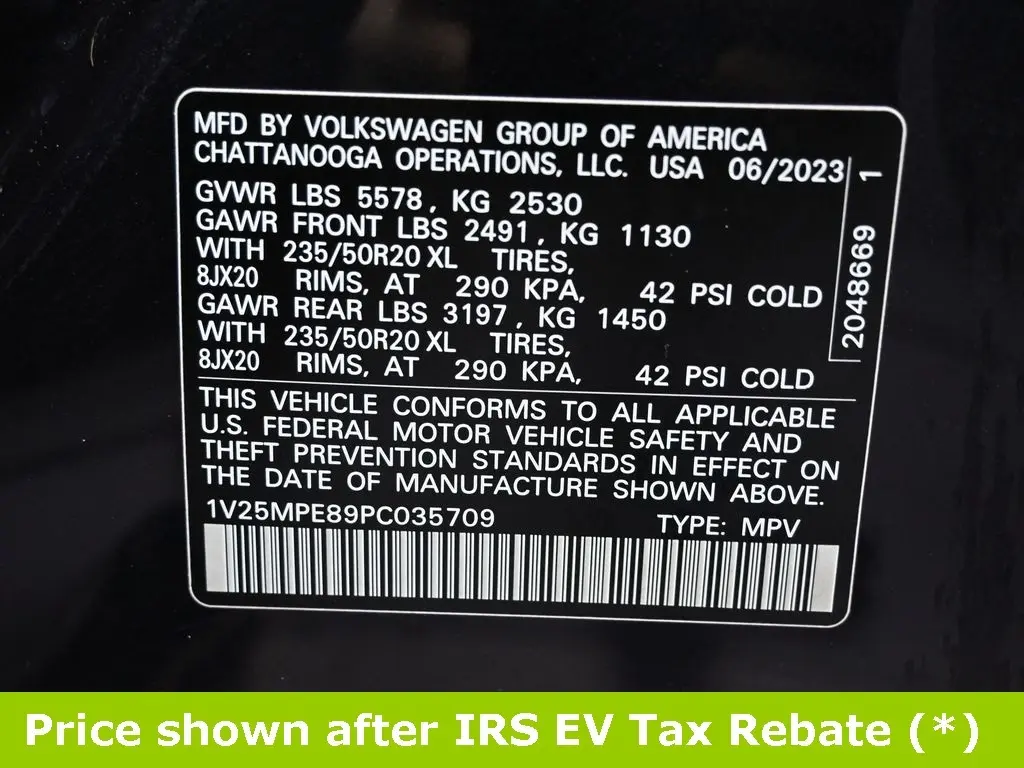 MFD BY VOLKSWAGEN GROUP OF AMERICA
CHATTANOOGA OPERATIONS, LLC. USA 06/2023
GVWR LBS 5578, KG 2530
GAWR FRONT LBS 2491, KG 1130
WITH 235/50R20 XL TIRES,
8JX20 RIMS, AT 290 KPA, 42 PSI COLD
GAWR REAR LBS 3197, KG 1450
WITH 235/50R20 XL TIRES,
8JX20 RIMS, AT 290 KPA, 42 PSI COLD
2048669 1
THIS VEHICLE CONFORMS TO ALL APPLICABLE
U.S. FEDERAL MOTOR VEHICLE SAFETY AND
THEFT PREVENTION STANDARDS IN EFFECT ON
THE DATE OF MANUFACTURE SHOWN ABOVE.
1V25MPE89PC035709 TYPE: MPV
Price shown after IRS EV Tax Rebate (*)